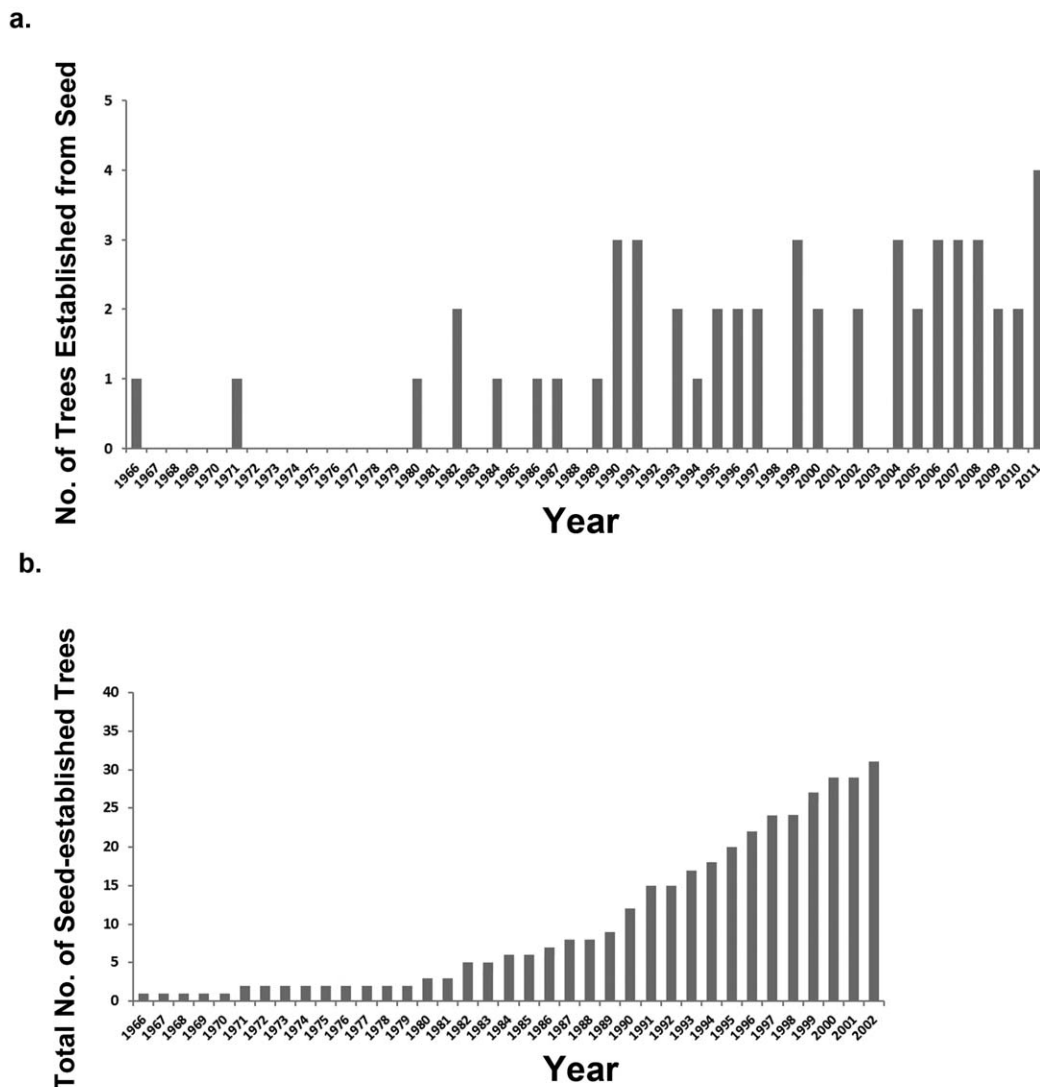 a.
No. of Trees Established from Seed
5
4
3
2
1
0
1966 1967 1968 1969 1970 1971 1972 1973 1974 1975 1976 1977 1978 1979 1980 1981 1982 1983 1984 1985 1986 1987 1988 1989 1990 1991 1992 1993 1994 1995 1996 1997 1998 1999 2000 2001 2002 2003 2004 2005 2006 2007 2008 2009 2010 2011
Year
b.
Total No. of Seed-established Trees
40
35
30
25
20
15
10
5
0
1966 1967 1968 1969 1970 1971 1972 1973 1974 1975 1976 1977 1978 1979 1980 1981 1982 1983 1984 1985 1986 1987 1988 1989 1990 1991 1992 1993 1994 1995 1996 1997 1998 1999 2000 2001 2002
Year